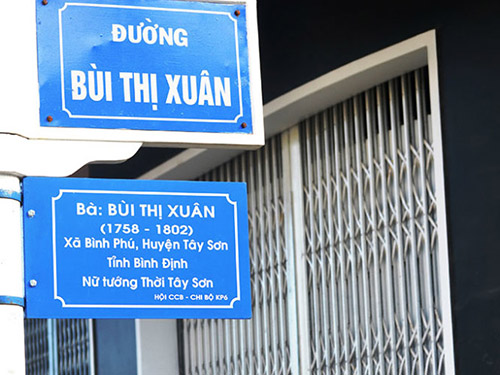 ĐƯỜNG
BÙI THỊ XUÂN
Bà: BÙI THỊ XUÂN
(1758 - 1802)
Xã Bình Phú, Huyện Tây Sơn
Tỉnh Bình Định
Nữ tướng Thời Tây Sơn
HỘI CCB - CHI BỘ KP6